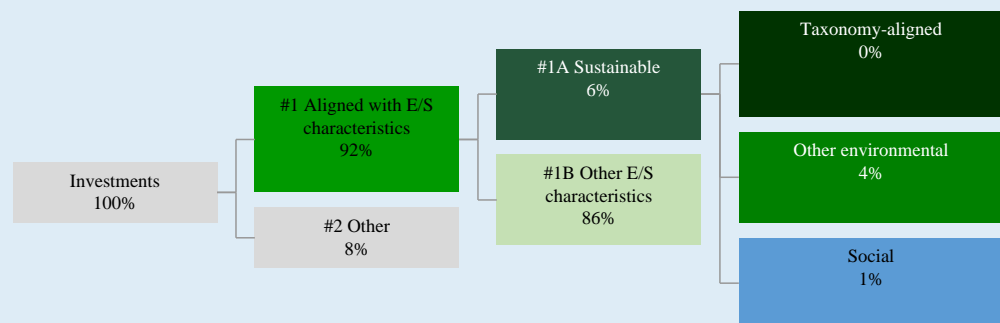 Investments
100%
#1 Aligned with E/S
characteristics
92%
#2 Other
8%
#1A Sustainable
6%
#1B Other E/S
characteristics
86%
Taxonomy-aligned
0%
Other environmental
4%
Social
1%